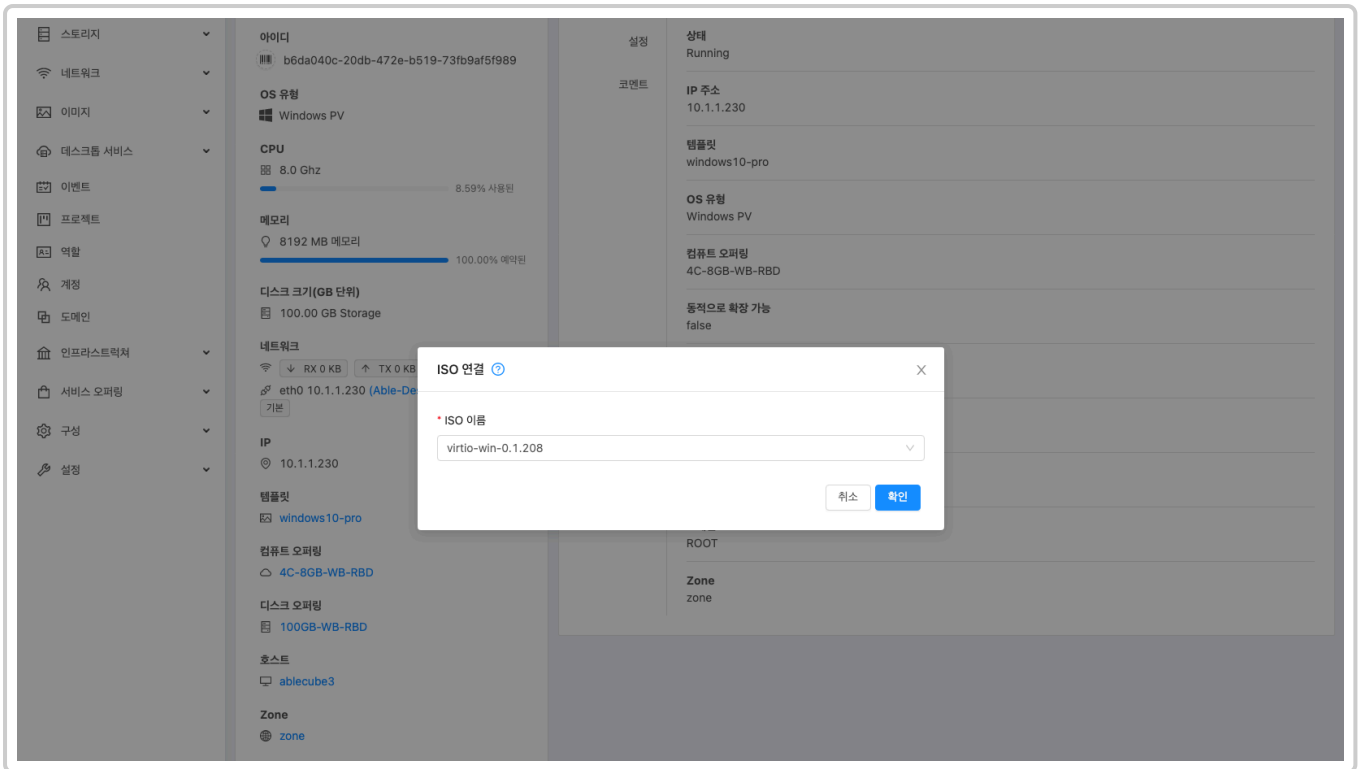 스토리지
네트워크
이미지
데스크톱 서비스
이벤트
프로젝트
역할
계정
도메인
인프라스트럭쳐
서비스 오퍼링
구성
설정
아이디
b6da040c-20db-472e-b519-73fb9af5f989
OS 유형
Windows PV
CPU
8.0 Ghz
8.59% 사용된
메모리
8192 MB 메모리
100.00% 예약된
디스크 크기(GB 단위)
100.00 GB Storage
네트워크
RX 0 KB TX 0 KB
eth0 10.1.1.230 (Able-De
기본
IP
10.1.1.230
템플릿
windows10-pro
컴퓨트 오퍼링
4C-8GB-WB-RBD
디스크 오퍼링
100GB-WB-RBD
호스트
ablecube3
Zone
zone
설정
코멘트
상태
Running
IP 주소
10.1.1.230
템플릿
windows10-pro
OS 유형
Windows PV
컴퓨트 오퍼링
4C-8GB-WB-RBD
동적으로 확장 가능
false
ROOT
Zone
zone
ISO 연결
* ISO 이름
virtio-win-0.1.208
취소
확인